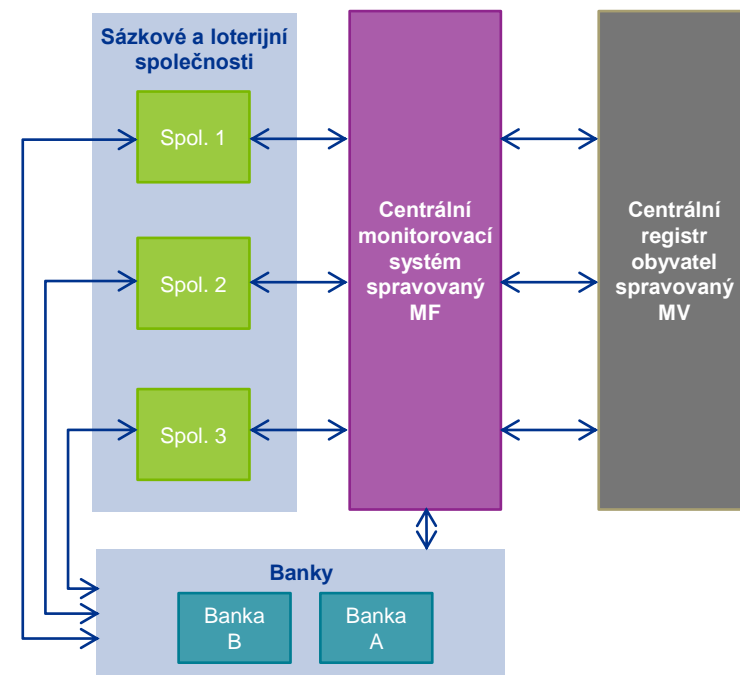 Sázkové a loterijní
společnosti
Spol. 1
Spol. 2
Spol. 3
Centrální
monitorovací
systém
spravovaný
MF
Centrální
registr
obyvatel
spravovaný
MV
Banky
Banka
B
Banka
A